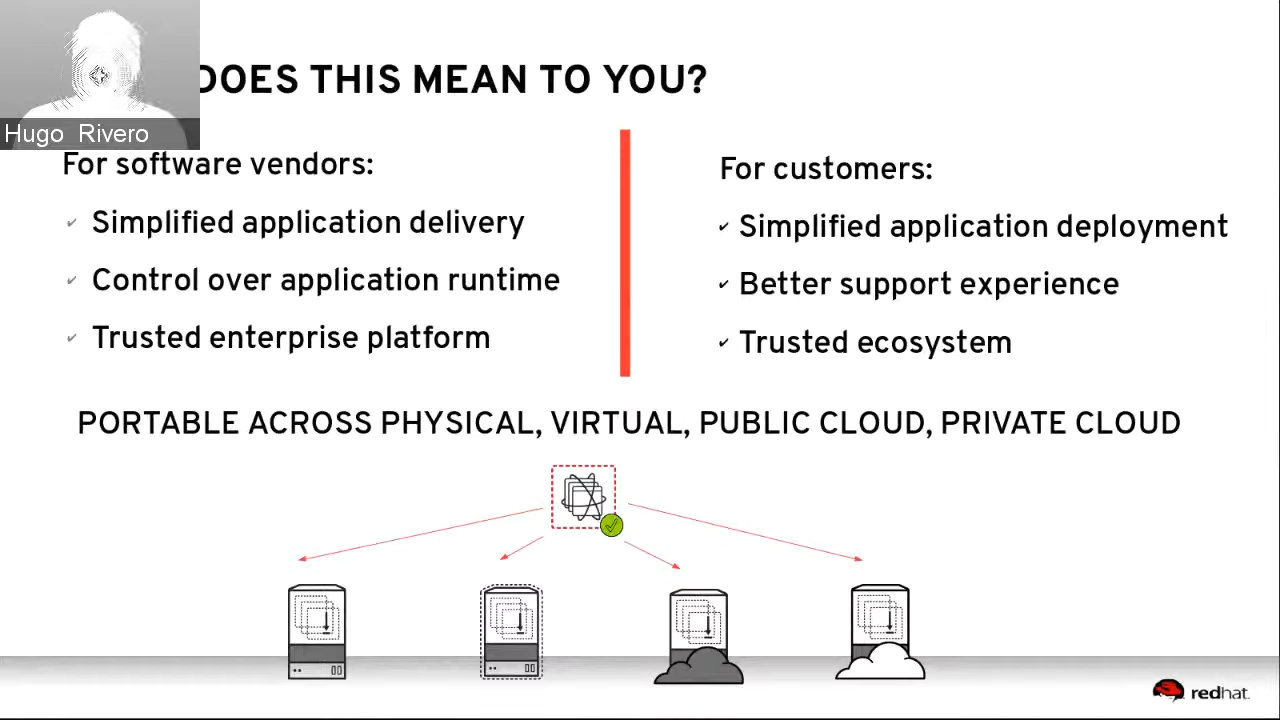 DOES THIS MEAN TO YOU?
Hugo Rivero
For software vendors:
Simplified application delivery
Control over application runtime
Trusted enterprise platform
For customers:
Simplified application deployment
Better support experience
Trusted ecosystem
PORTABLE ACROSS PHYSICAL, VIRTUAL, PUBLIC CLOUD, PRIVATE CLOUD
redhat.